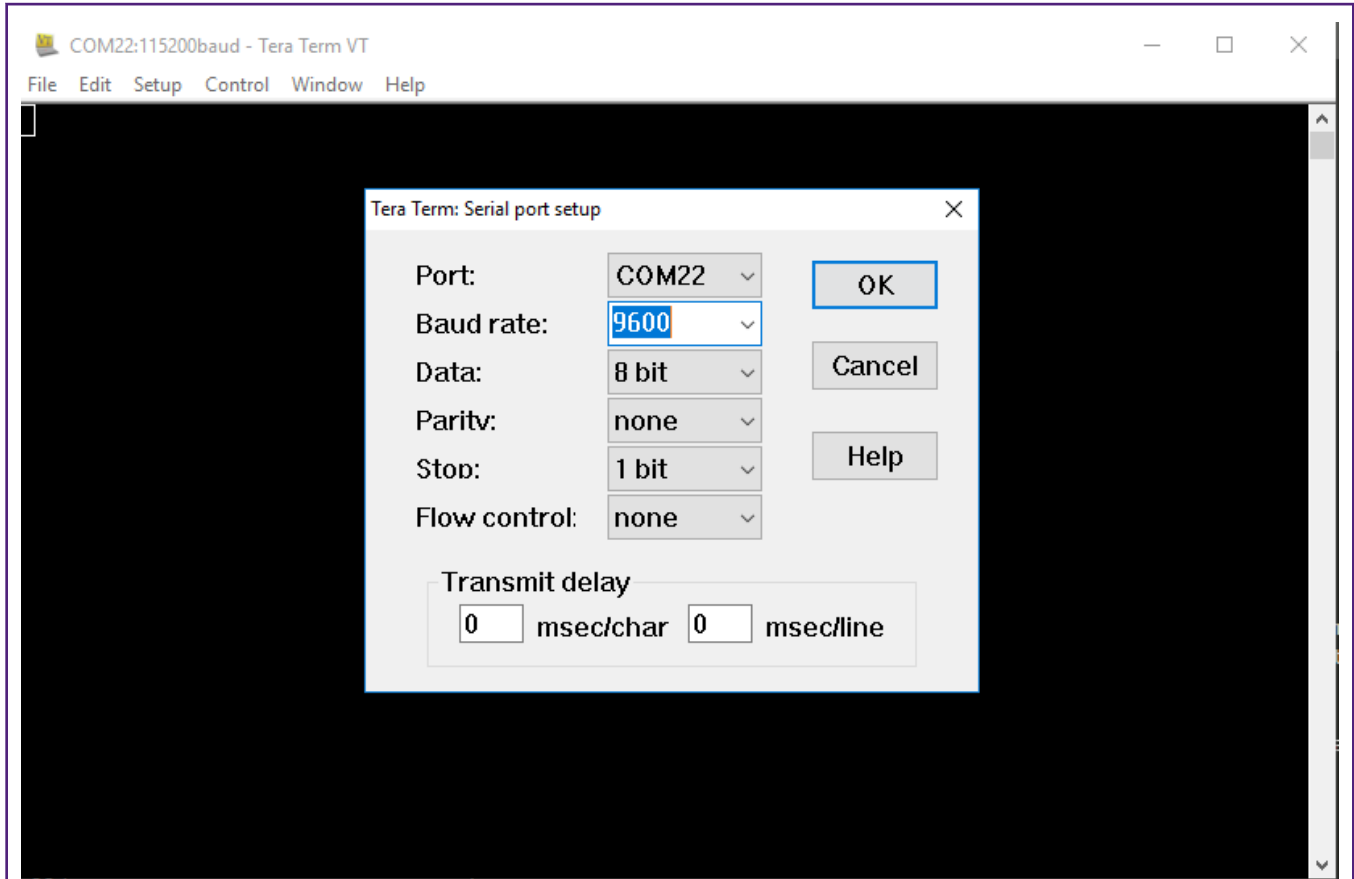 COM22:115200baud - Tera Term VT
File Edit Setup Control Window Help
Tera Term: Serial port setup
Port: COM22
OK
Baud rate: 9600
Data: 8 bit
Cancel
Parity: none
Stop: 1 bit
Help
Flow control: none
Transmit delay
0 msec/char 0 msec/line